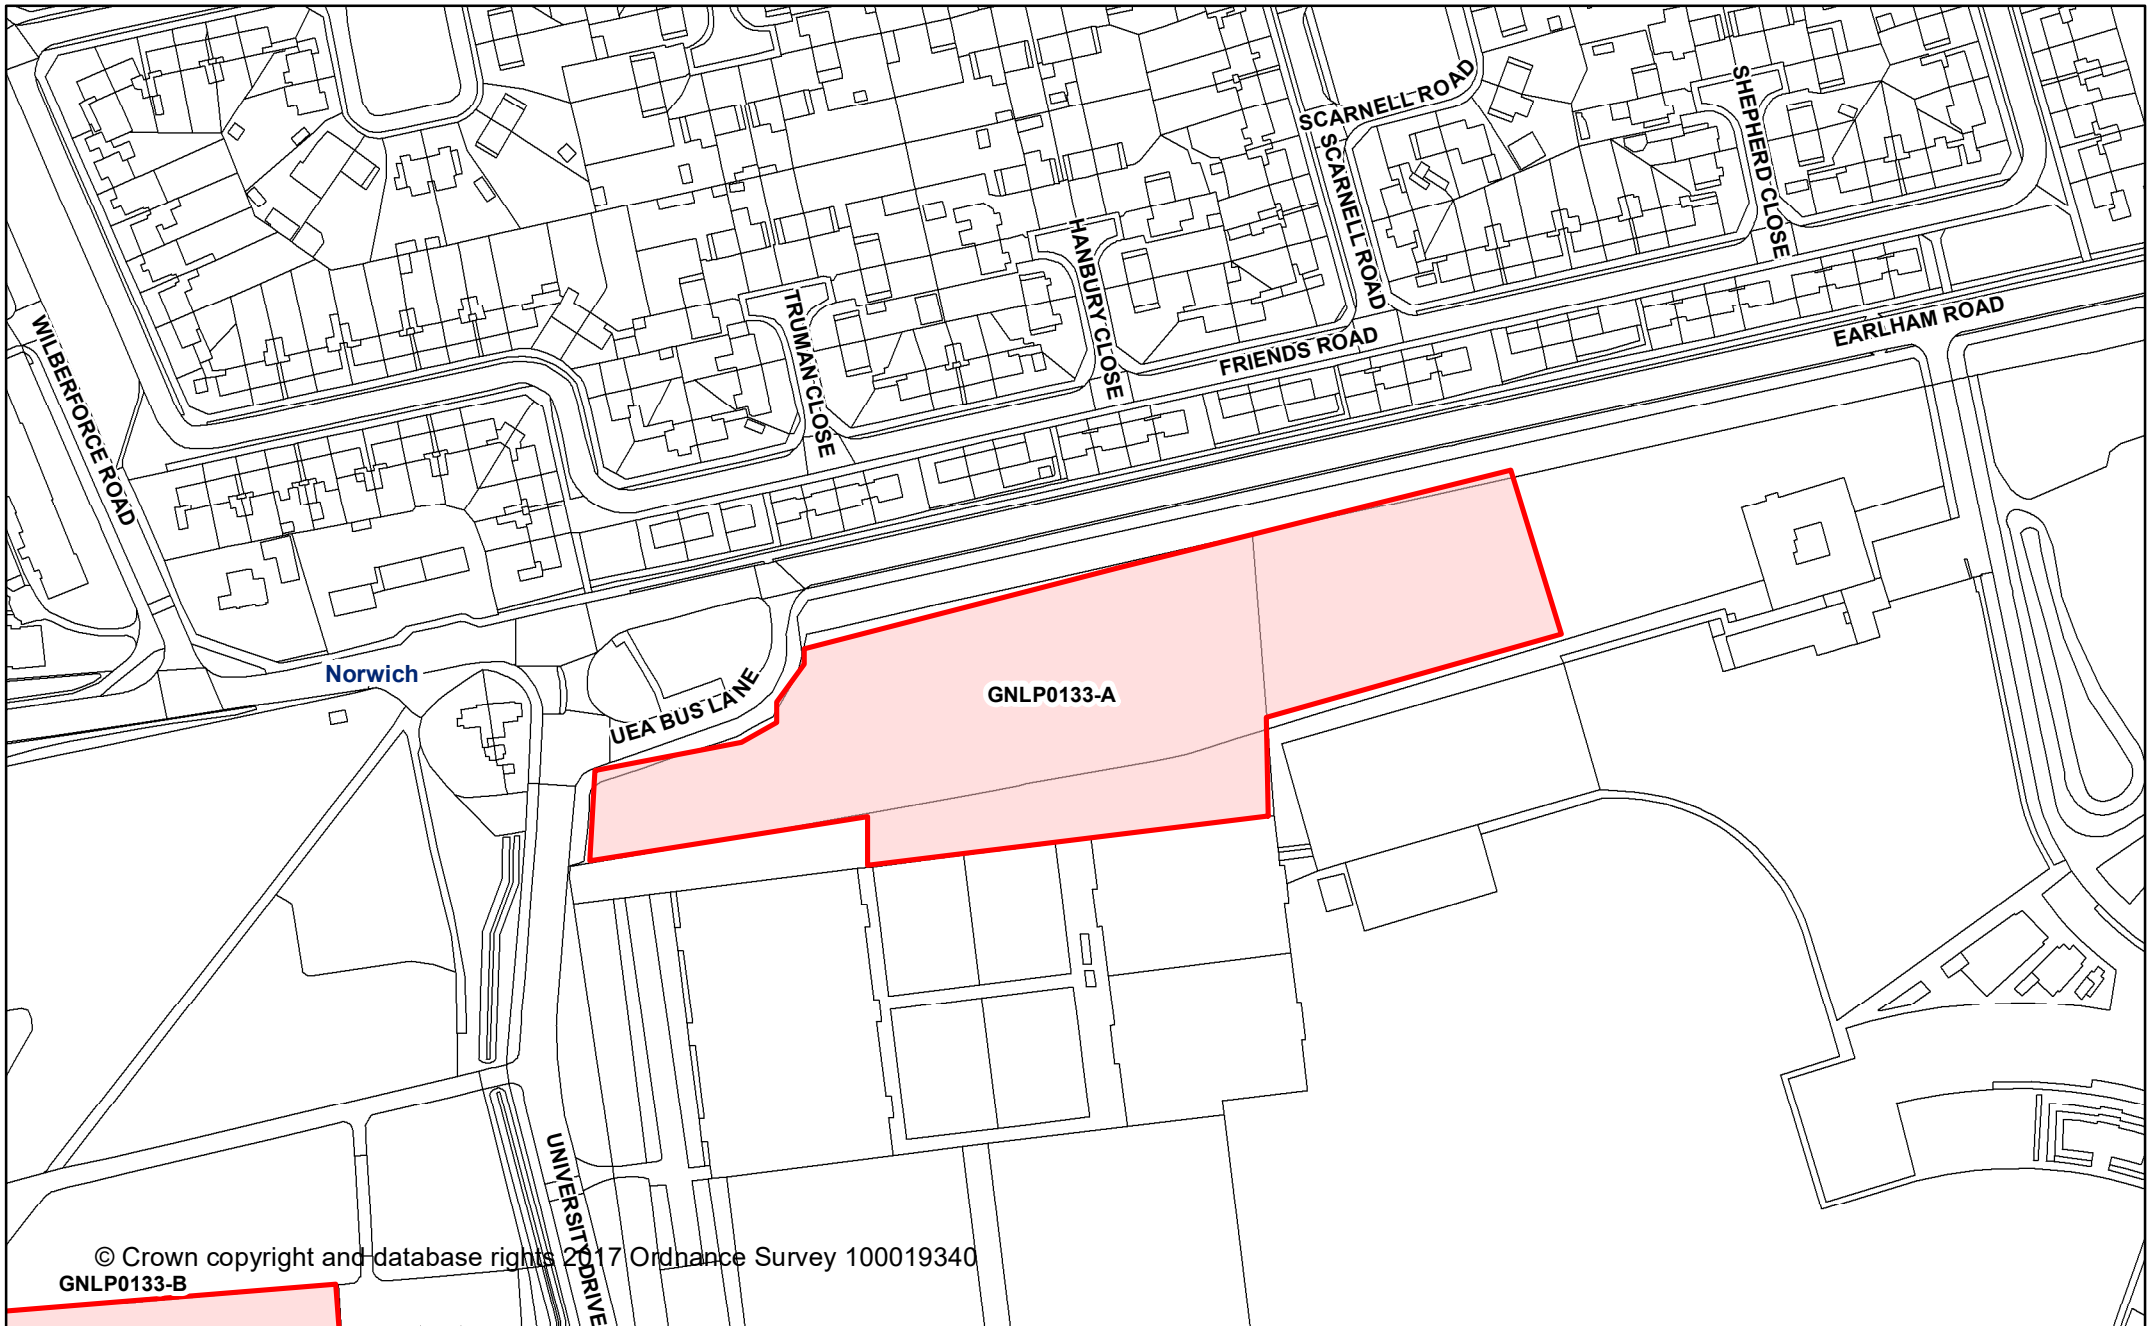 SCARNELL ROAD
SHEPHERD CLOSE
SCARNELL ROAD
HANBURY CLOSE
TRUMAN CLOSE
WILBERFORCE ROAD
FRIENDS ROAD
EARLHAM ROAD
Norwich
UEA BUS LANE
GNLP0133-A
UNIVERSITY DRIVE
© Crown copyright and database rights 2017 Ordnance Survey 100019340
GNLP0133-B